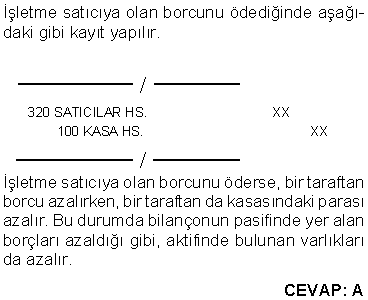 İşletme satıcıya olan borcunu ödediğinde aşağı-
daki gibi kayıt yapılır.
/
320 SATICILAR HS. XX
100 KASA HS. XX
/
İşletme satıcıya olan borcunu öderse, bir taraftan
borcu azalırken, bir taraftan da kasasındaki parası
azalır. Bu durumda bilançonun pasifinde yer alan
borçları azaldığı gibi, aktifinde bulunan varlıkları
da azalır.
CEVAP: A